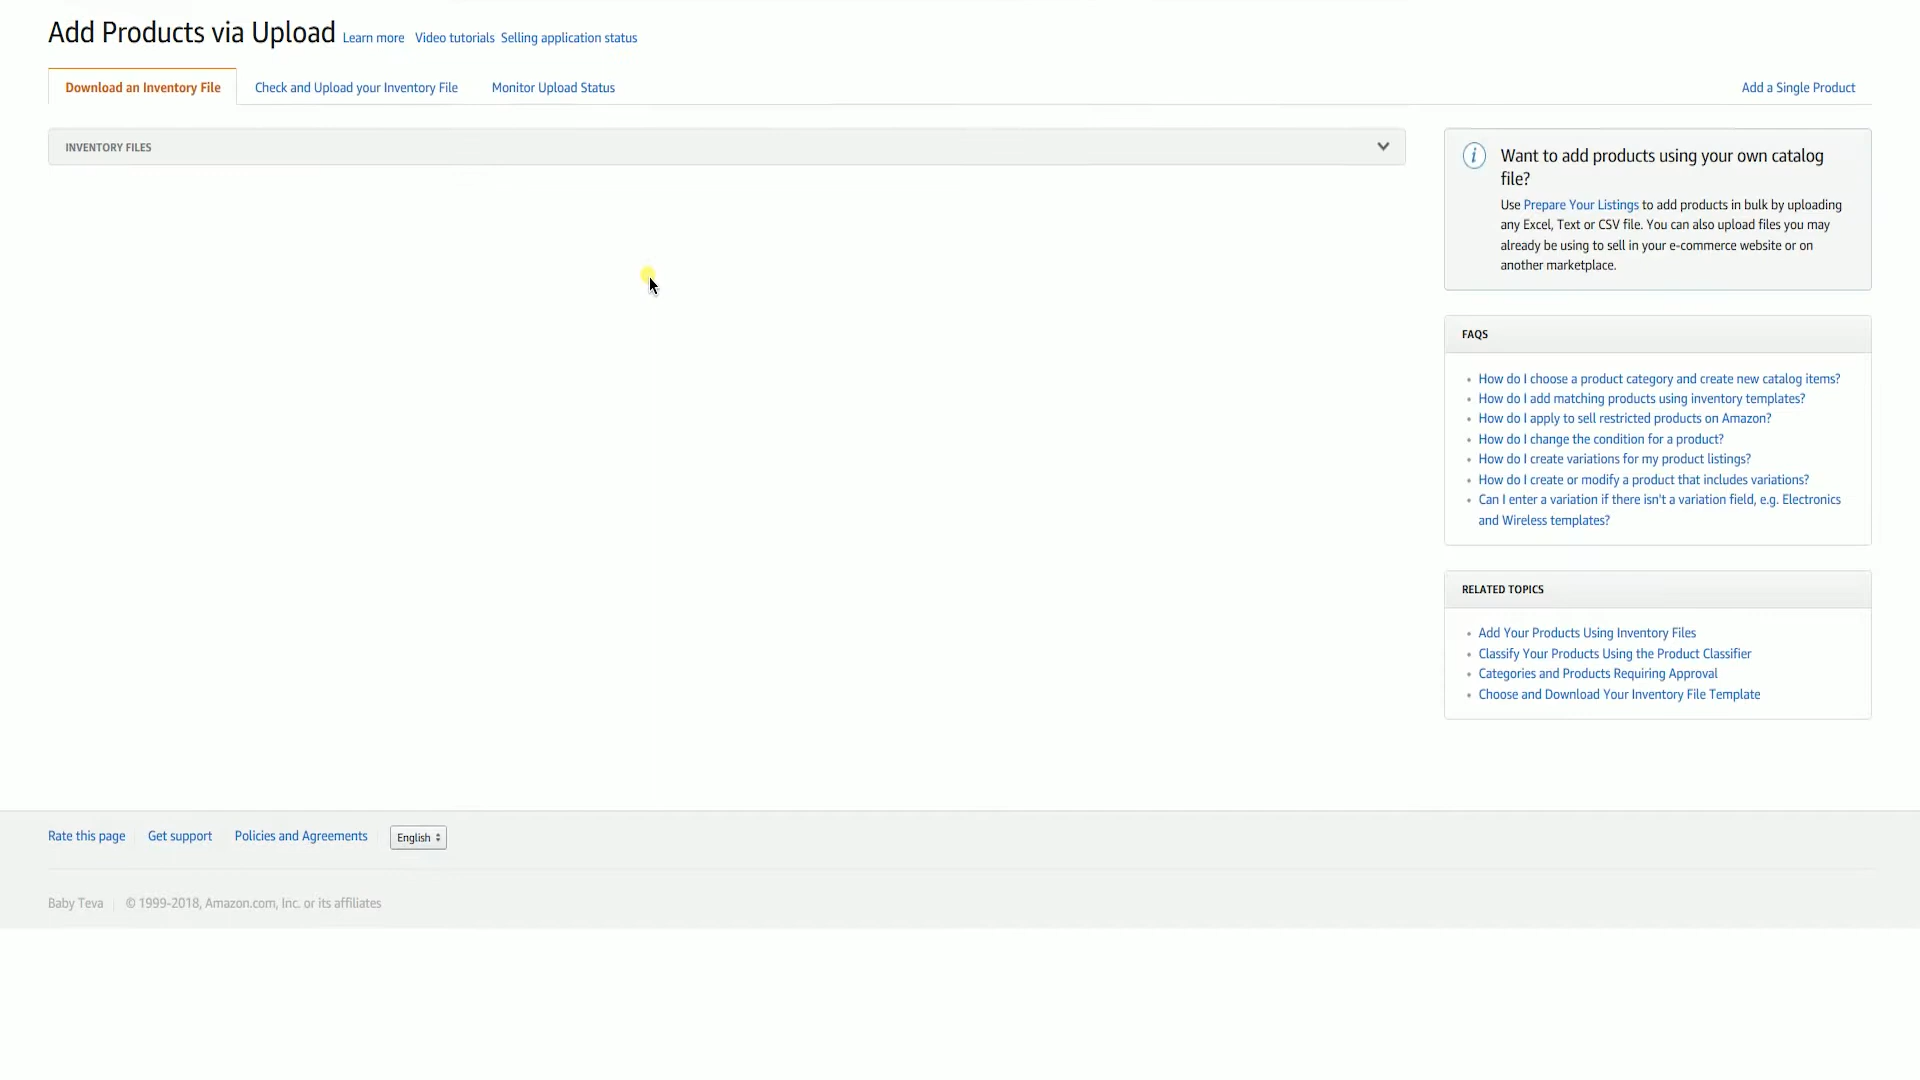 Add Products via Upload Learn more Video tutorials Selling application status
Download an Inventory File Check and Upload your Inventory File Monitor Upload Status Add a Single Product
INVENTORY FILES
Want to add products using your own catalog
file?
Use Prepare Your Listings to add products in bulk by uploading
any Excel, Text or CSV file. You can also upload files you may
already be using to sell in your e-commerce website or on
another marketplace.
FAQS
How do I choose a product category and create new catalog items?
How do I add matching products using inventory templates?
How do I apply to sell restricted products on Amazon?
How do I change the condition for a product?
How do I create variations for my product listings?
How do I create or modify a product that includes variations?
Can I enter a variation if there isn't a variation field, e.g. Electronics
and Wireless templates?
RELATED TOPICS
Add Your Products Using Inventory Files
Classify Your Products Using the Product Classifier
Categories and Products Requiring Approval
Choose and Download Your Inventory File Template
Rate this page Get support Policies and Agreements English
Baby Teva © 1999-2018, Amazon.com, Inc. or its affiliates